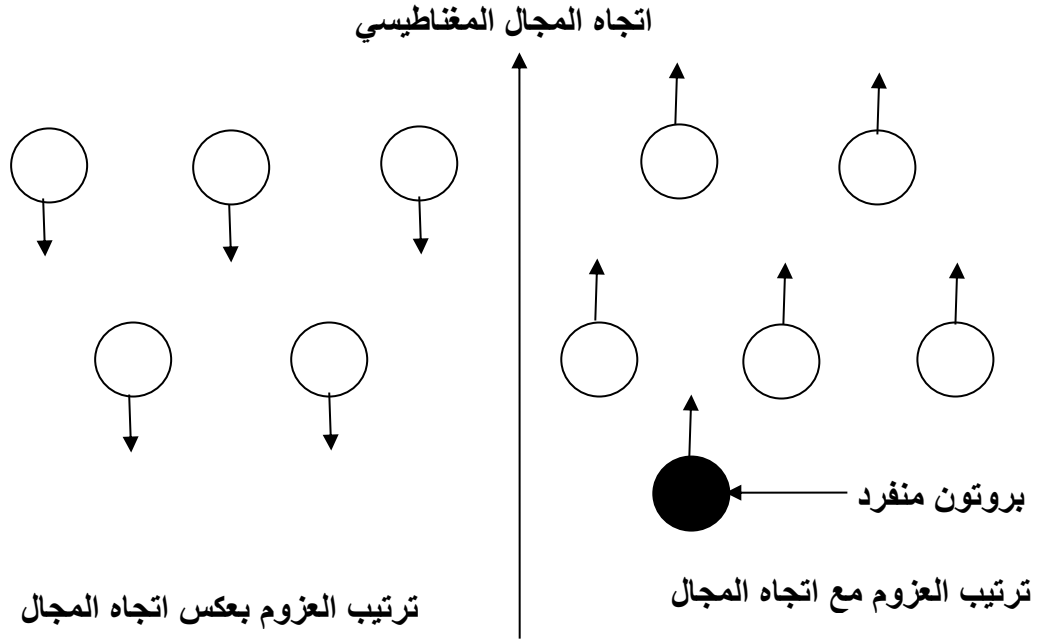 اتجاه المجال المغناطيسي
بروتون منفرد
ترتيب العزوم مع اتجاه المجال
ترتيب العزوم بعكس اتجاه المجال